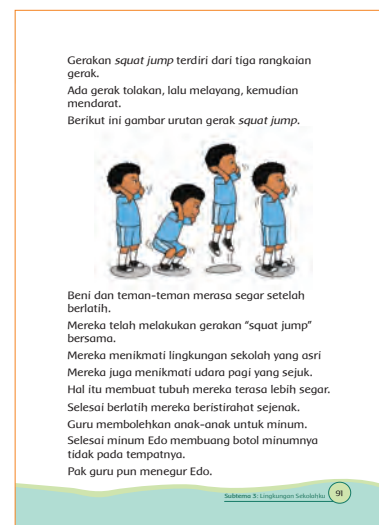 Gerakan squat jump terdiri dari tiga rangkaian
gerak.
Ada gerak tolakan, lalu melayang, kemudian
mendarat.
Berikut ini gambar urutan gerak squat jump.
Beni dan teman-teman merasa segar setelah
berlatih.
Mereka telah melakukan gerakan “squat jump”
bersama.
Mereka menikmati lingkungan sekolah yang asri
Mereka juga menikmati udara pagi yang sejuk.
Hal itu membuat tubuh mereka terasa lebih segar.
Selesai berlatih mereka beristirahat sejenak.
Guru membolehkan anak-anak untuk minum.
Selesai minum Edo membuang botol minumnya
tidak pada tempatnya.
Pak guru pun menegur Edo.
Subtema 3: Lingkungan Sekolahku 91